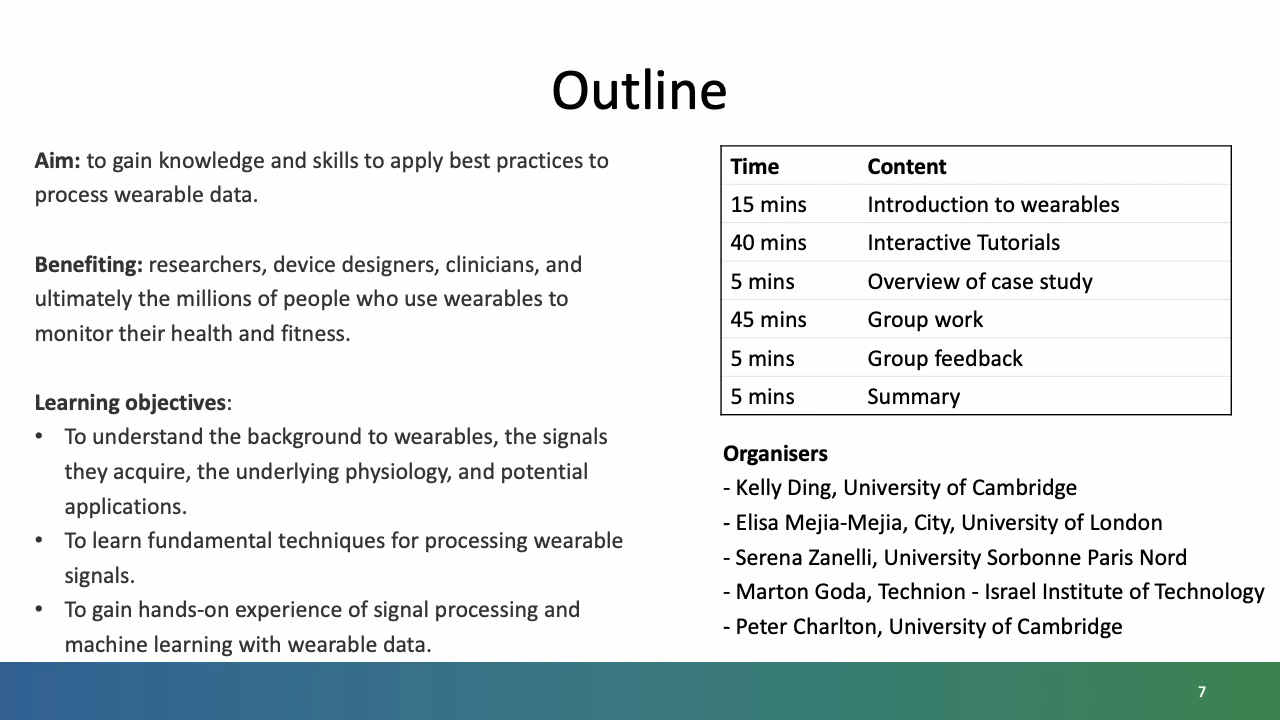 Outline
Aim: to gain knowledge and skills to apply best practices to
process wearable data.
Benefiting: researchers, device designers, clinicians, and
ultimately the millions of people who use wearables to
monitor their health and fitness.
Learning objectives:
• To understand the background to wearables, the signals
they acquire, the underlying physiology, and potential
applications.
• To learn fundamental techniques for processing wearable
signals.
• To gain hands-on experience of signal processing and
machine learning with wearable data.
Time Content
15 mins Introduction to wearables
40 mins Interactive Tutorials
5 mins Overview of case study
45 mins Group work
5 mins Group feedback
5 mins Summary
Organisers
- Kelly Ding, University of Cambridge
- Elisa Mejia-Mejia, City, University of London
- Serena Zanelli, University Sorbonne Paris Nord
- Marton Goda, Technion - Israel Institute of Technology
- Peter Charlton, University of Cambridge
7